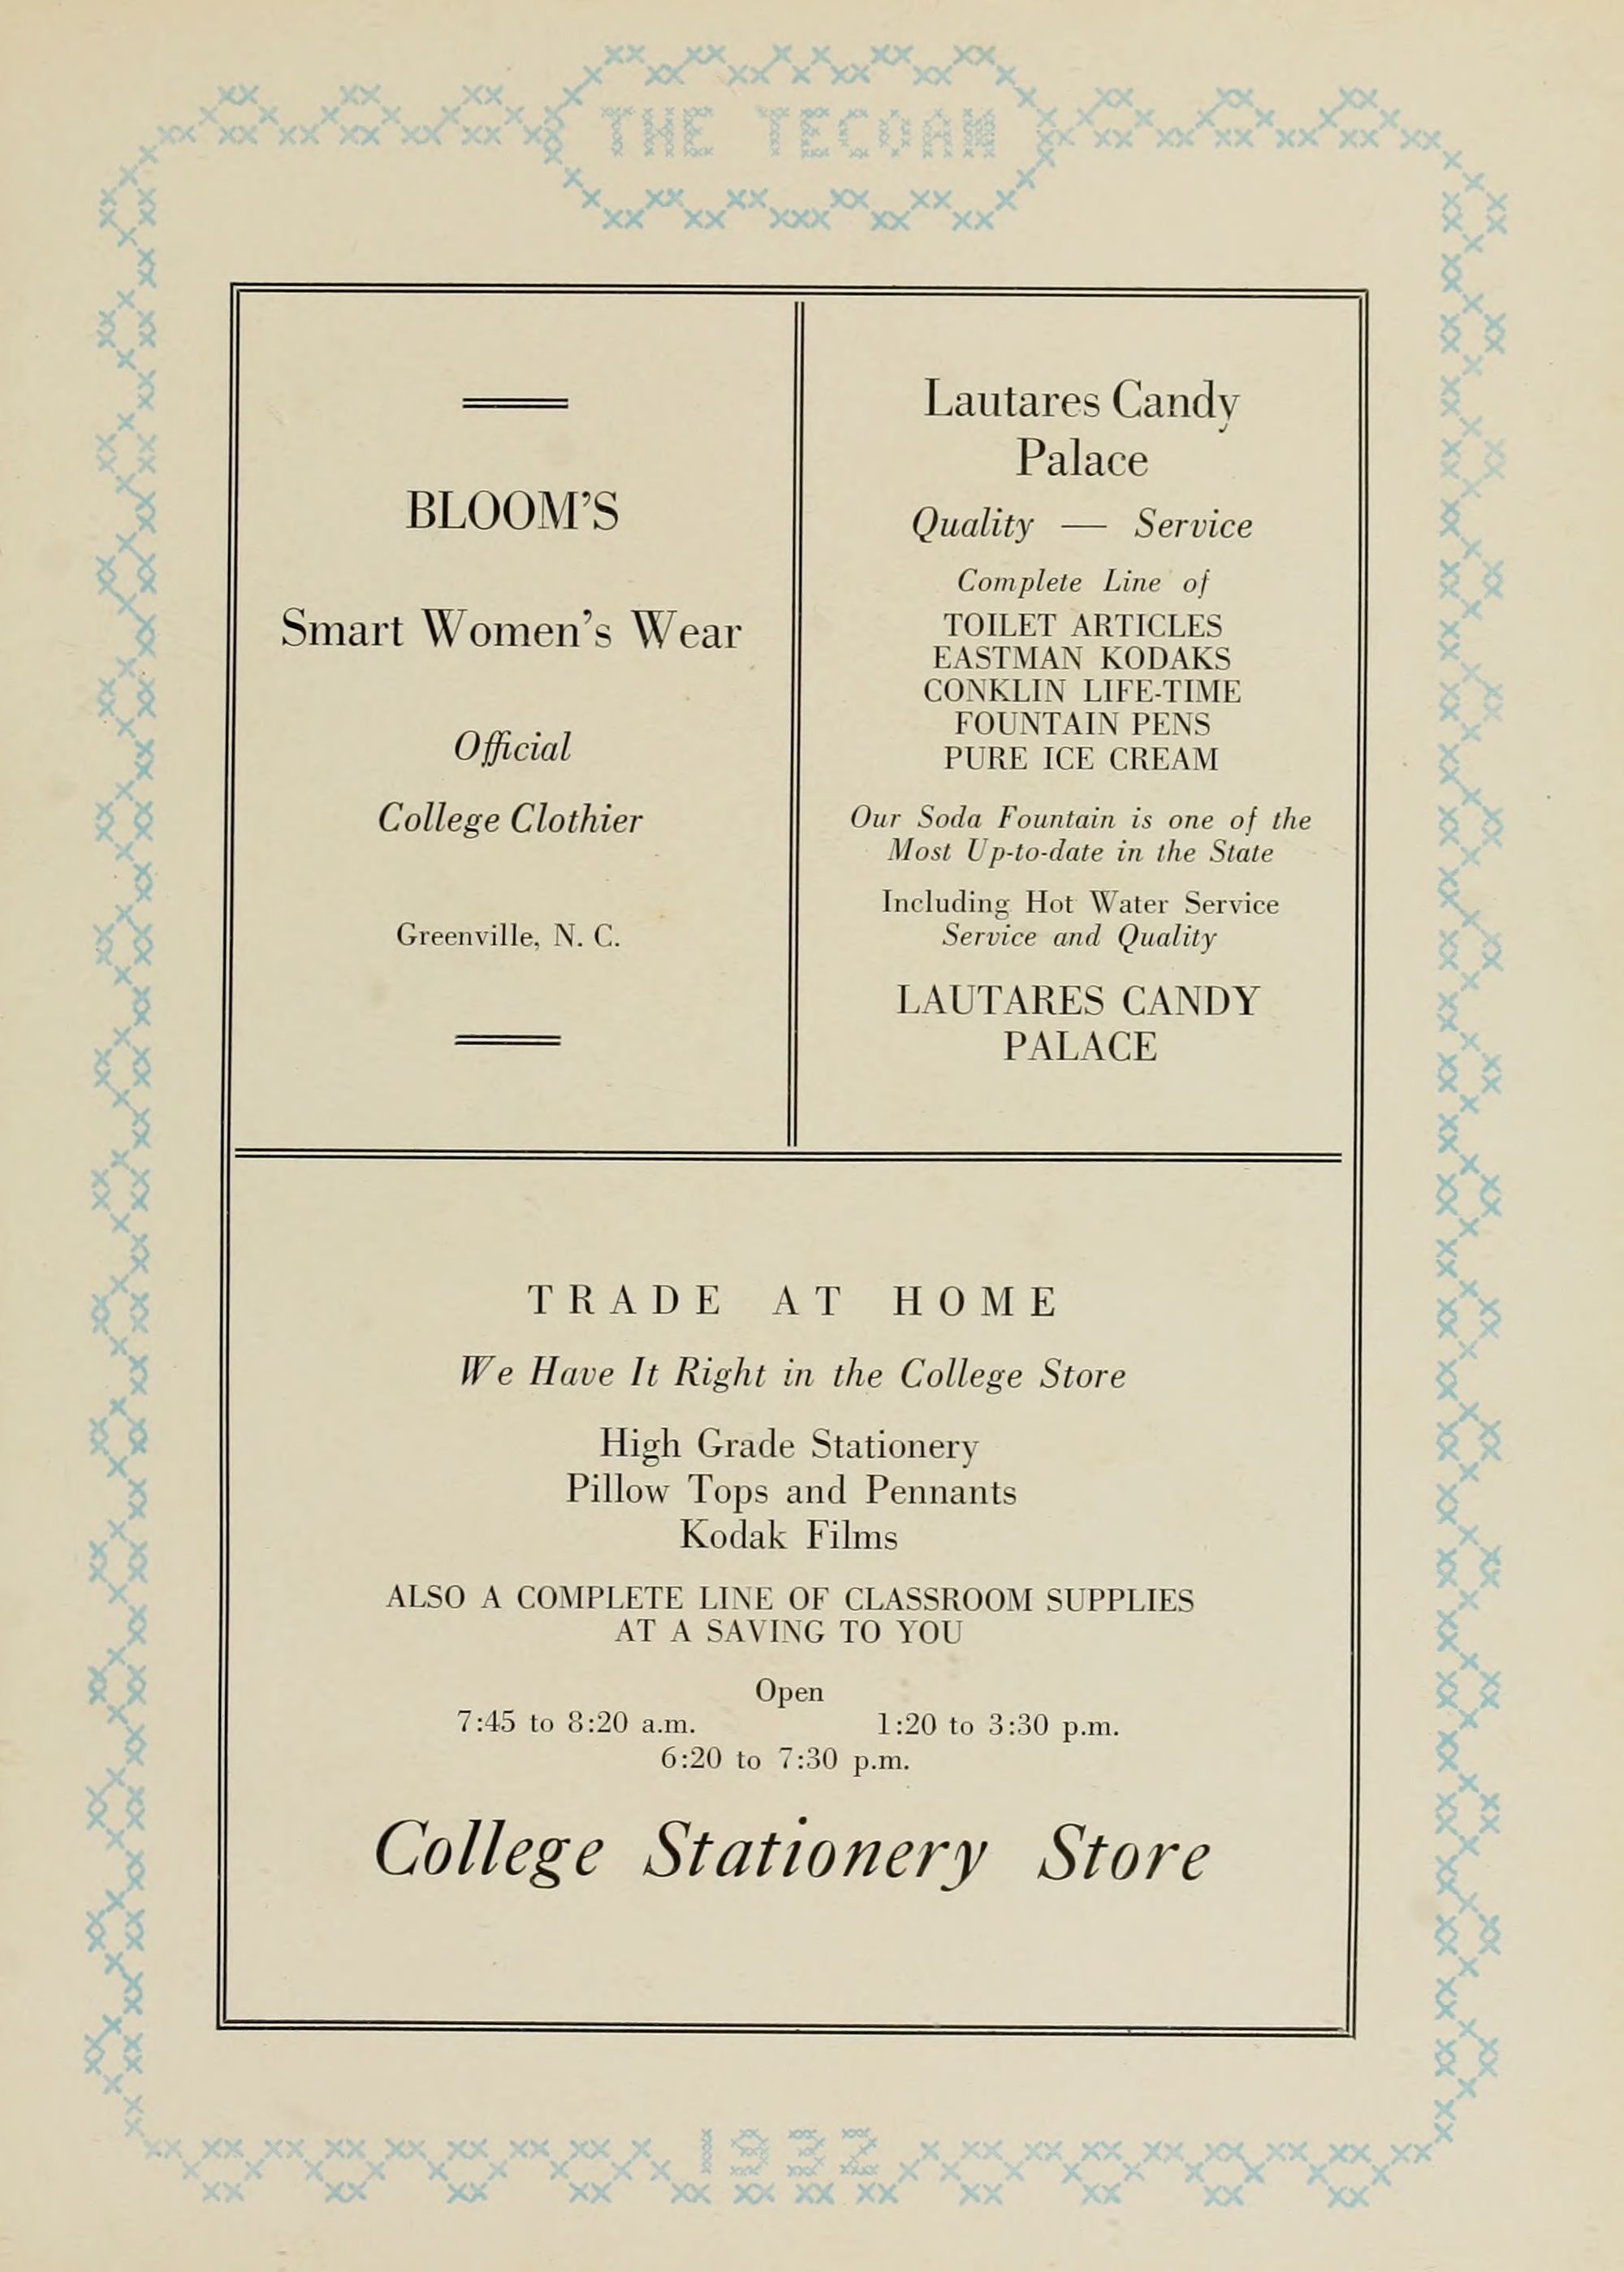 THE TECOAN
BLOOM'S
Smart Women's Wear
Official
College Clothier
Greenville, N. C.
Lautares Candy
Palace
Quality — Service
Complete Line of
TOILET ARTICLES
EASTMAN KODAKS
CONKLIN LIFE-TIME
FOUNTAIN PENS
PURE ICE CREAM
Our Soda Fountain is one of the
Most Up-to-date in the State
Including Hot Water Service
Service and Quality
LAUTARES CANDY
PALACE
TRADE AT HOME
We Have It Right in the College Store
High Grade Stationery
Pillow Tops and Pennants
Kodak Films
ALSO A COMPLETE LINE OF CLASSROOM SUPPLIES
AT A SAVING TO YOU
Open
7:45 to 8:20 a.m. 1:20 to 3:30 p.m.
6:20 to 7:30 p.m.
College Stationery Store
1932